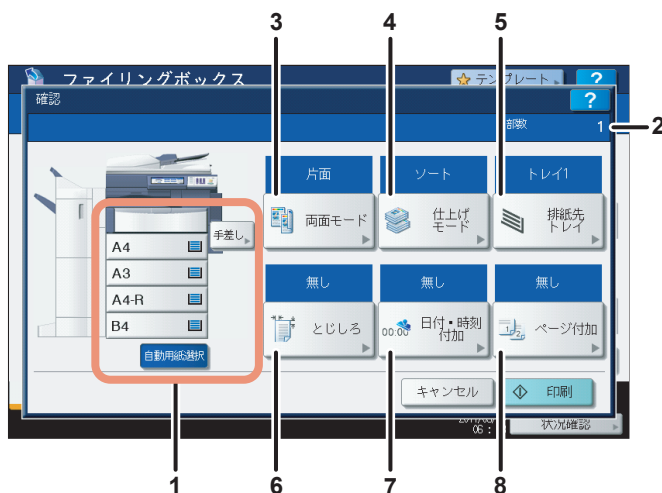 3 4 5
ファイリングボックス
テンプレート
?
確認
?
部数 1
2
片面
ソート
トレイ1
両面モード
仕上げ
モード
排紙先
トレイ
手差し
A4
A3
A4-R
B4
自動用紙選択
無し
無し
無し
とじしろ
00:00
日付・時刻
付加
1 2
ページ付加
キャンセル
印刷
状況確認
1 6 7 8